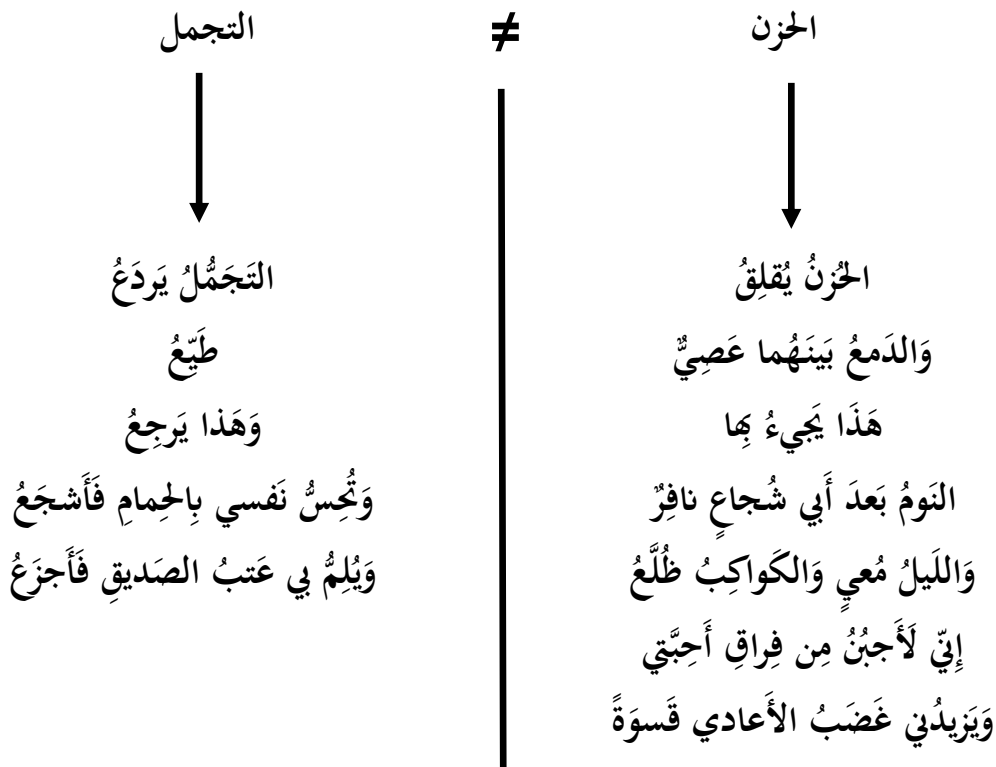 الحزن ≠ التجمل
الحُزنُ يُقلِقُ التَجَمُّلُ يَردَعُ
وَالدَمعُ بَينَهُما عَصِيٌّ طَيِّعُ
هَذَا يَجيءُ بِها وَهَذا يَرجِعُ
النَومُ بَعدَ أَبي شُجاعٍ نافِرٌ وَتُحِسُّ نَفسي بِالحِمامِ فَأَشجَعُ
وَاللَيلُ مُعيٍ وَالكَواكِبُ ظُلَّعُ وَيُلِمُّ بي عَتبُ الصَديقِ فَأَجزَعُ
إِنّي لَأَجبُنُ مِن فِراقِ أَحِبَّتي
وَيَزيدُني غَضَبُ الأَعادي قَسوَةً